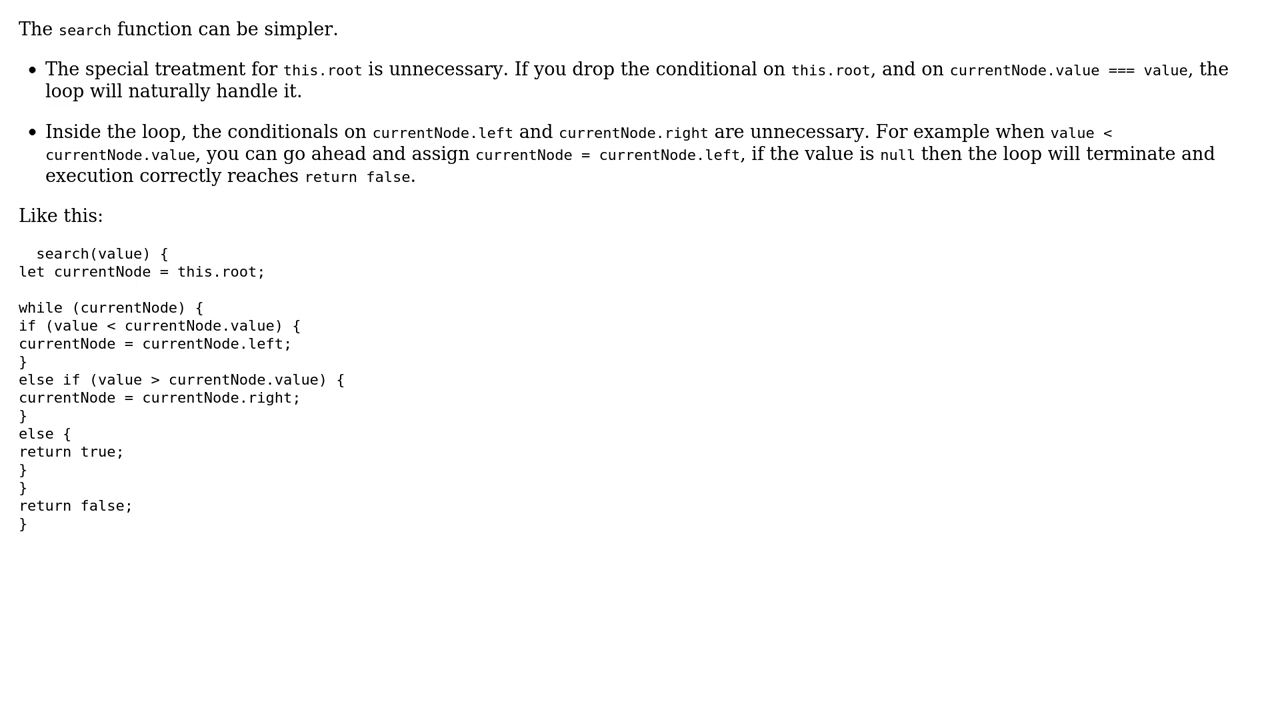 The search function can be simpler.
The special treatment for this.root is unnecessary. If you drop the conditional on this.root, and on currentNode.value === value, the
loop will naturally handle it.
Inside the loop, the conditionals on currentNode.left and currentNode.right are unnecessary. For example when value <
currentNode.value, you can go ahead and assign currentNode = currentNode.left, if the value is null then the loop will terminate and
execution correctly reaches return false.
Like this:
search(value) {
let currentNode = this.root;
while (currentNode) {
if (value < currentNode.value) {
currentNode = currentNode.left;
}
else if (value > currentNode.value) {
currentNode = currentNode.right;
}
else {
return true;
}
}
return false;
}